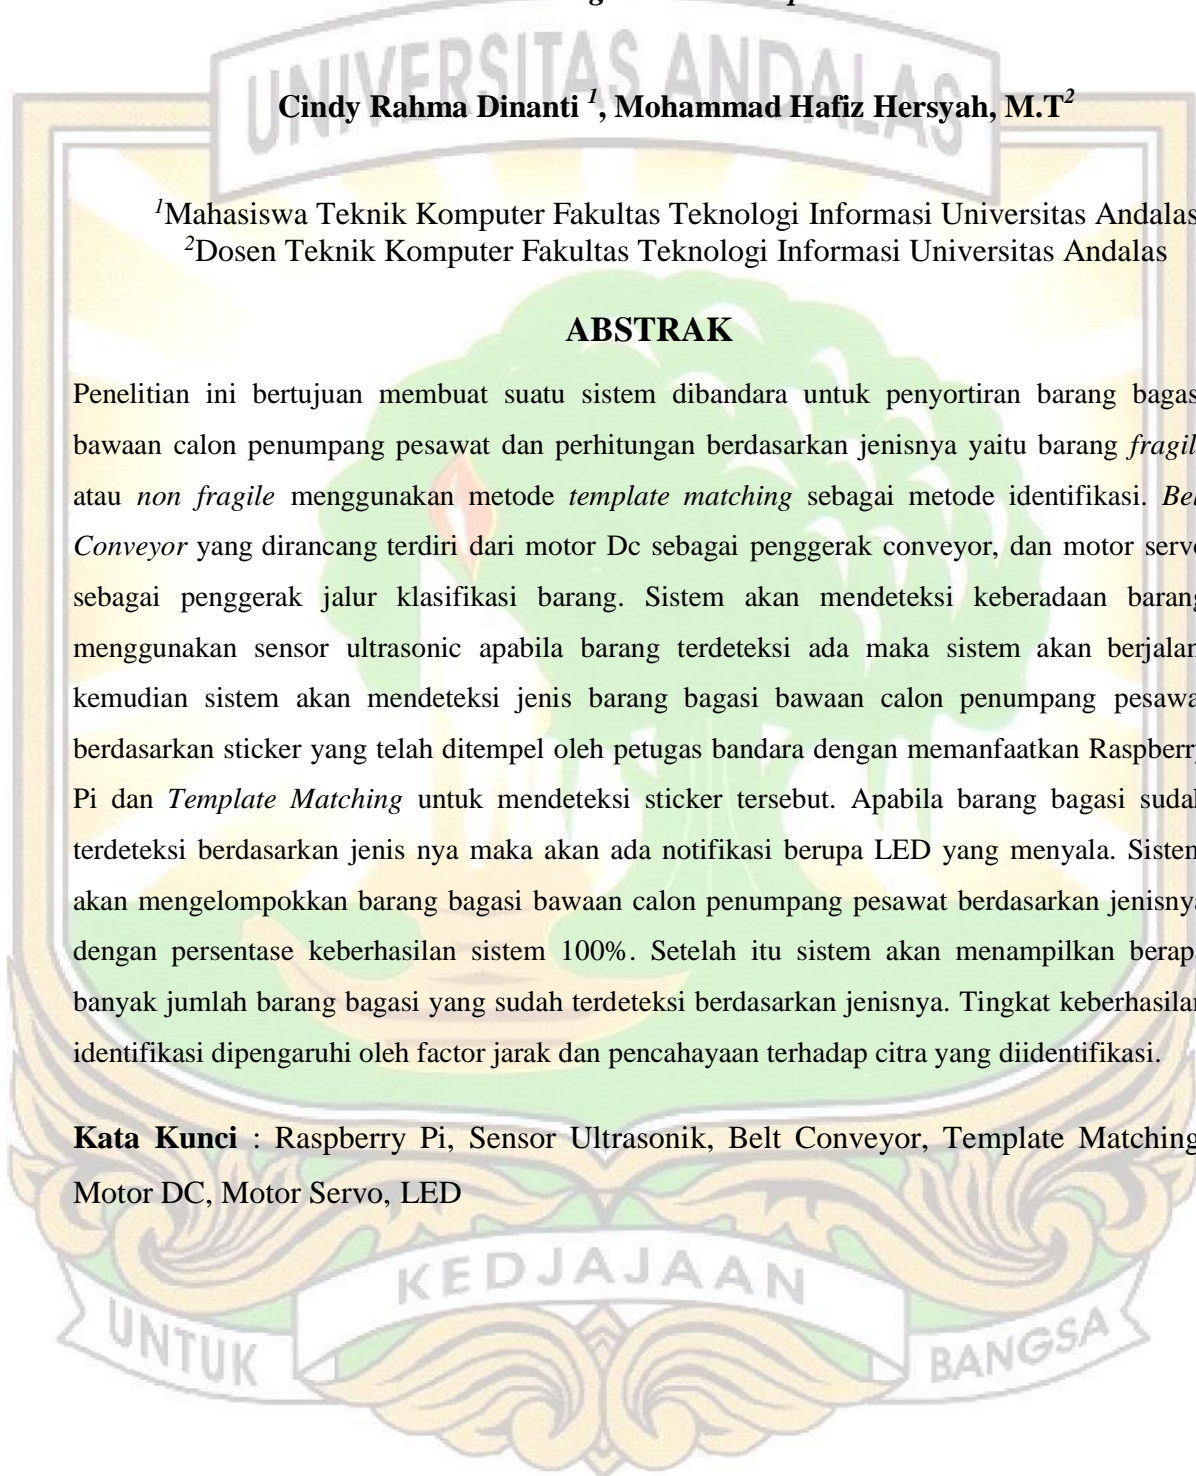 UNIVERSITAS ANDALAS
Cindy Rahma Dinanti 1, Mohammad Hafiz Hersyah, M.T2
1Mahasiswa Teknik Komputer Fakultas Teknologi Informasi Universitas Andalas
2Dosen Teknik Komputer Fakultas Teknologi Informasi Universitas Andalas
ABSTRAK
Penelitian ini bertujuan membuat suatu sistem dibandara untuk penyortiran barang bagas
bawaan calon penumpang pesawat dan perhitungan berdasarkan jenisnya yaitu barang fragil
atau non fragile menggunakan metode template matching sebagai metode identifikasi. Bel
Conveyor yang dirancang terdiri dari motor Dc sebagai penggerak conveyor, dan motor servo
sebagai penggerak jalur klasifikasi barang. Sistem akan mendeteksi keberadaan barang
menggunakan sensor ultrasonic apabila barang terdeteksi ada maka sistem akan berjalan
kemudian sistem akan mendeteksi jenis barang bagasi bawaan calon penumpang pesawa
berdasarkan sticker yang telah ditempel oleh petugas bandara dengan memanfaatkan Raspberry
Pi dan Template Matching untuk mendeteksi sticker tersebut. Apabila barang bagasi sudah
terdeteksi berdasarkan jenis nya maka akan ada notifikasi berupa LED yang menyala. Sistem
akan mengelompokkan barang bagasi bawaan calon penumpang pesawat berdasarkan jenisnya
dengan persentase keberhasilan sistem 100%. Setelah itu sistem akan menampilkan berap
banyak jumlah barang bagasi yang sudah terdeteksi berdasarkan jenisnya. Tingkat keberhasilan
identifikasi dipengaruhi oleh factor jarak dan pencahayaan terhadap citra yang diidentifikasi.
Kata Kunci : Raspberry Pi, Sensor Ultrasonik, Belt Conveyor, Template Matching
Motor DC, Motor Servo, LED
KEDJAJAAN
UNTUK
BANGSA